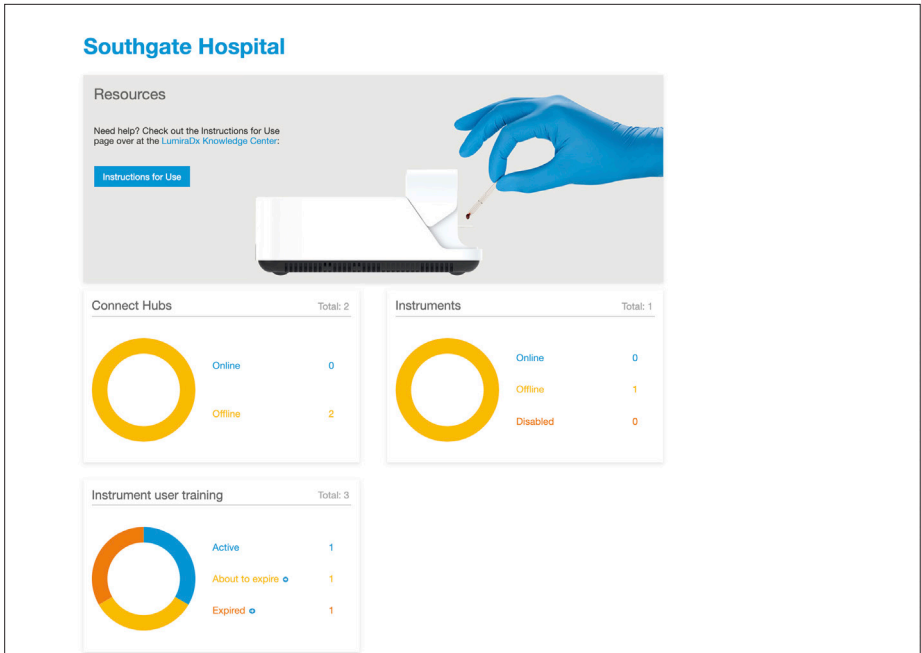 Southgate Hospital
Resources
Need help? Check out the Instructions for Use
page over at the LumiraDx Knowledge Center:
Instructions for Use
Connect Hubs Total: 2
Online 0
Offline 2
Instruments Total: 1
Online 0
Offline 1
Disabled 0
Instrument user training Total: 3
Active 1
About to expire 1
Expired 1